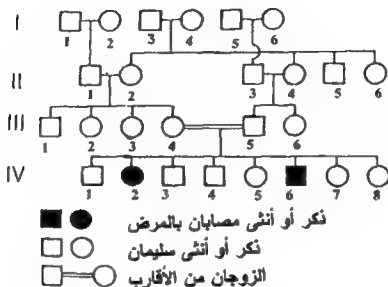 I
1 2 3 4 5 6
II
1 2 3 4 5 6
III
1 2 3 4 5 6
IV
1 2 3 4 5 6 7 8
ذكر أو أنثى مصابان بالمرض
ذكر أو أنثى سليمان
الزوجان من الأقارب